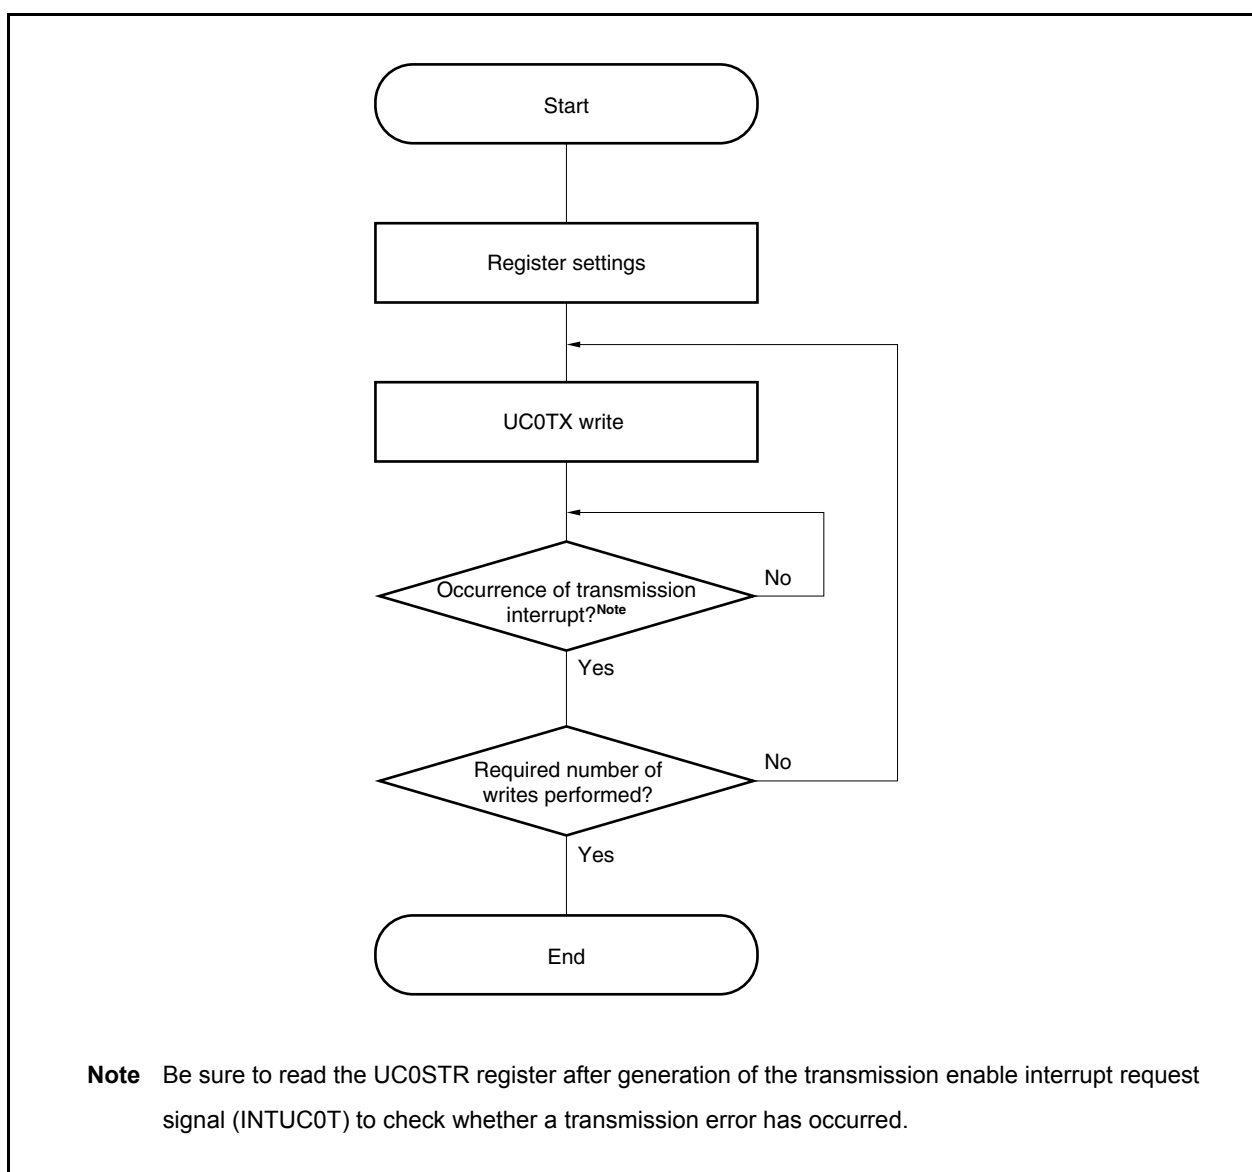 Start
Register settings
UC0TX write
Occurrence of transmission
interrupt?Note
No
Yes
Required number of
writes performed?
No
Yes
End
Note Be sure to read the UC0STR register after generation of the transmission enable interrupt request
signal (INTUC0T) to check whether a transmission error has occurred.